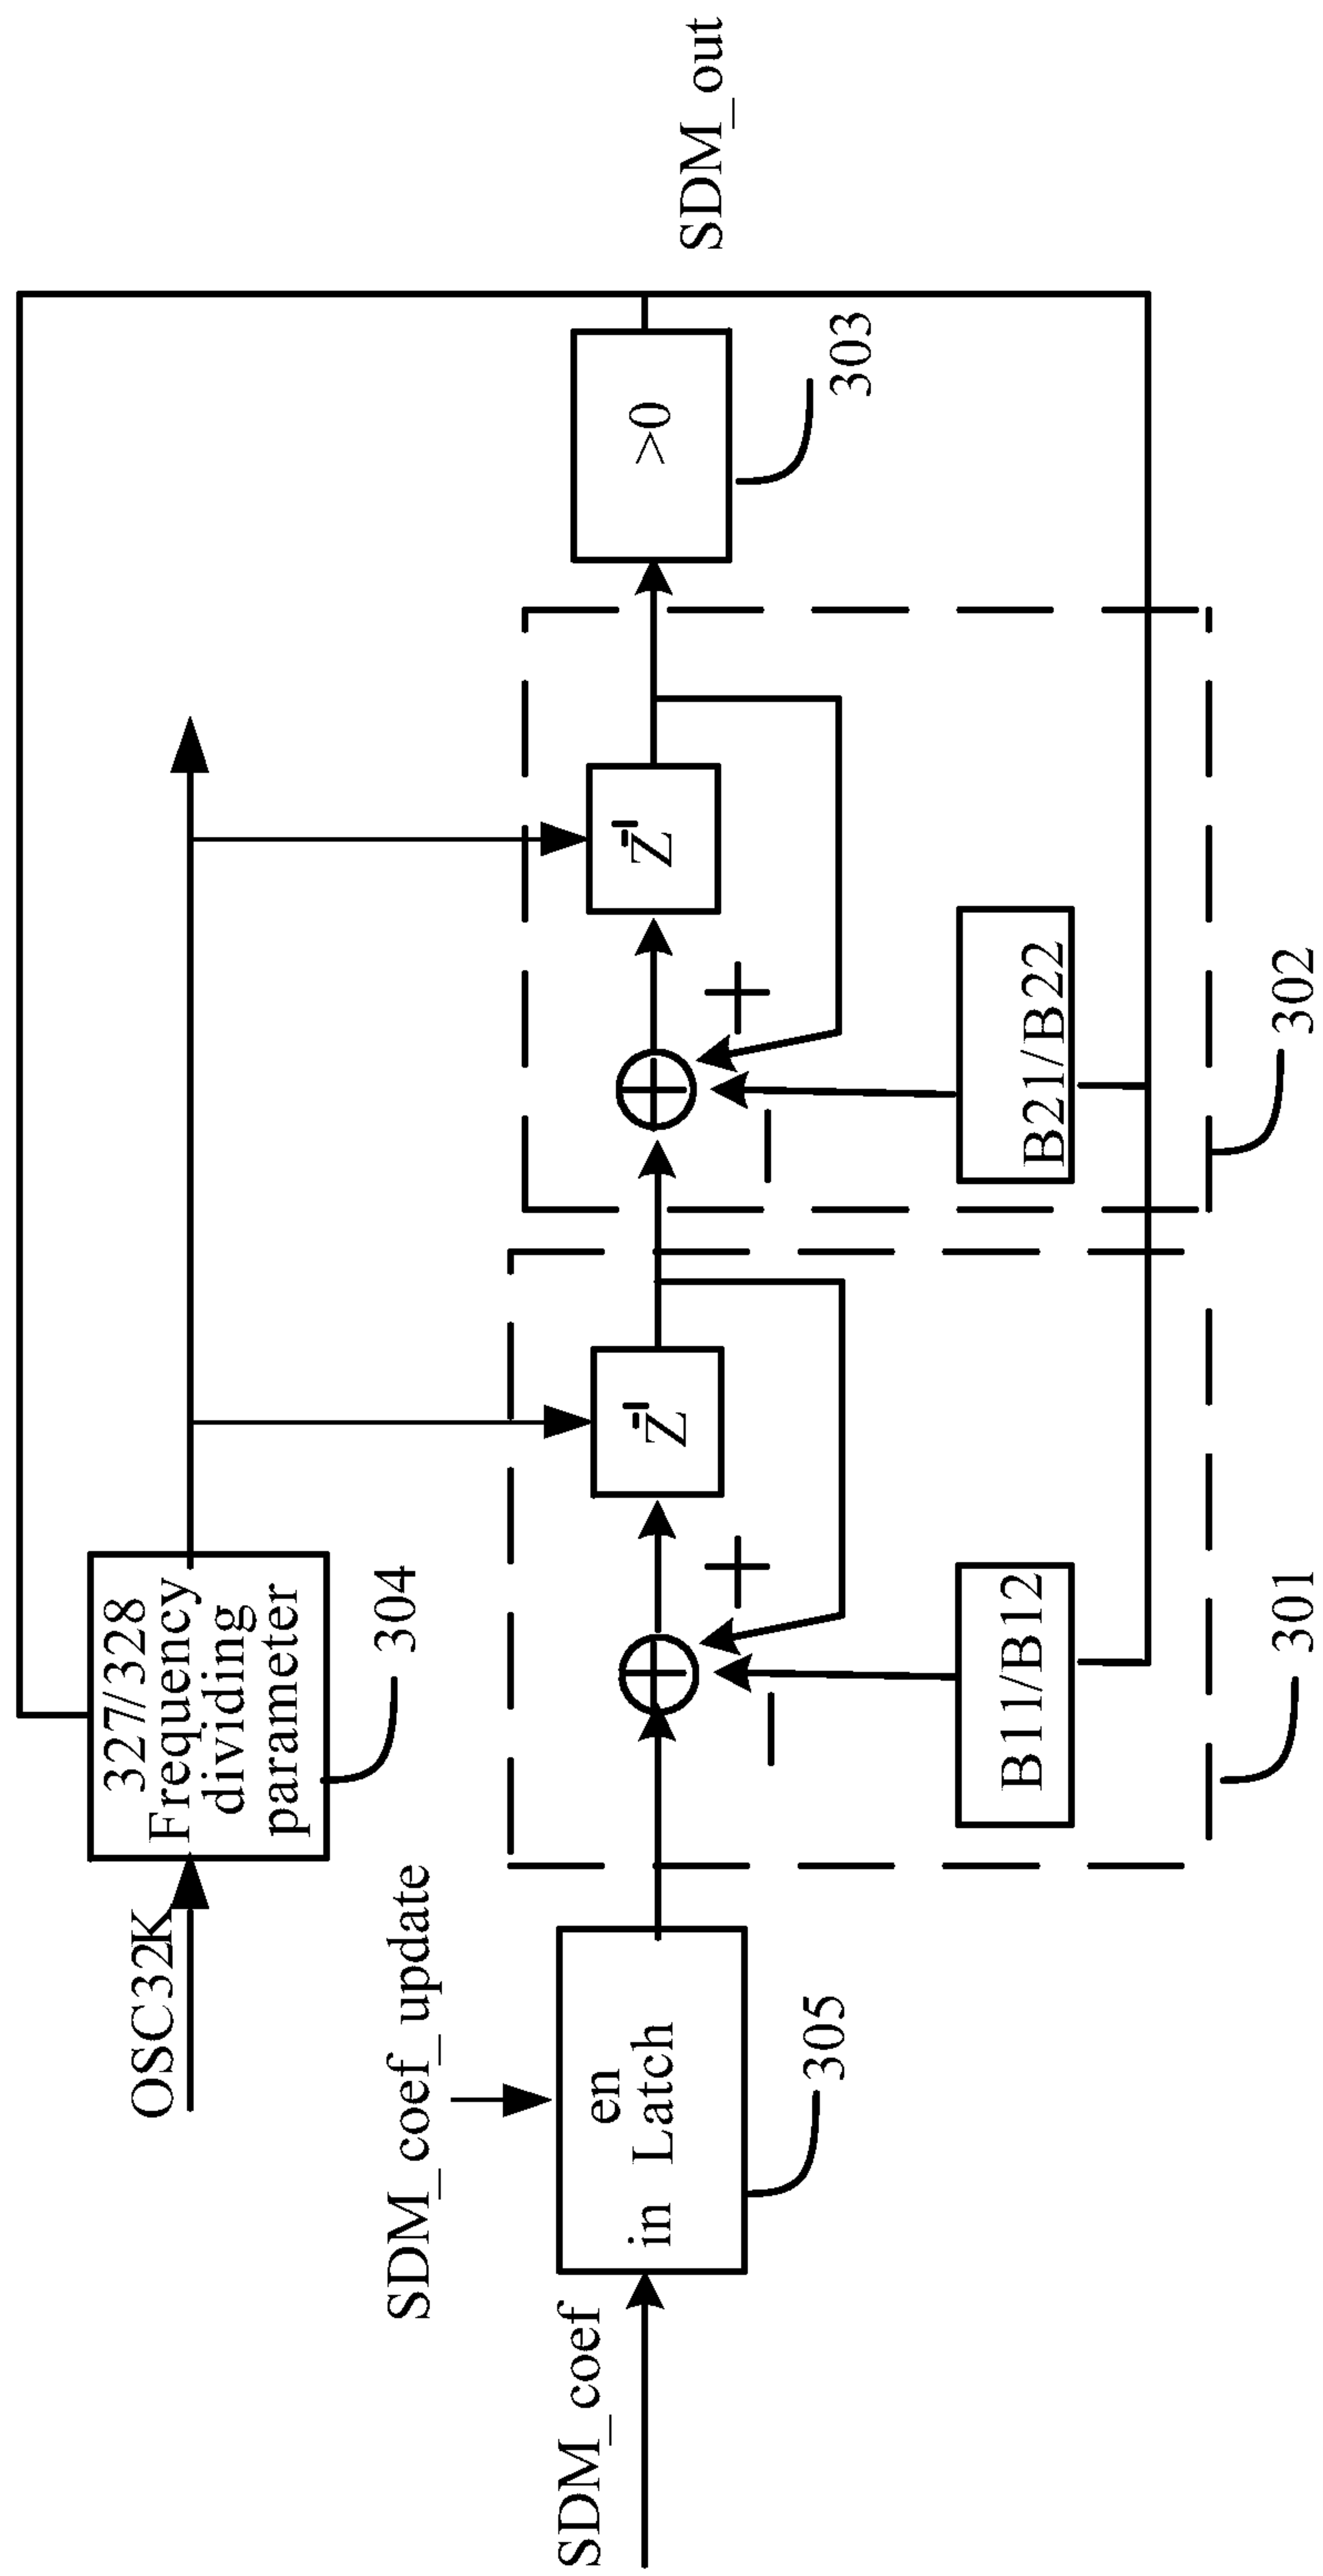 OSC32K
327/328
Frequency
dividing
parameter
304
SDM_coef_update
SDM_coef
en
in Latch
305
Z-1
Z-1
>0
303
SDM_out
B11/B12
301
B21/B22
302